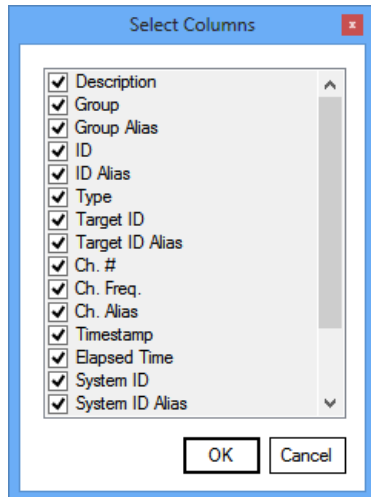 Select Columns
x
Description
Group
Group Alias
ID
ID Alias
Type
Target ID
Target ID Alias
Ch. #
Ch. Freq.
Ch. Alias
Timestamp
Elapsed Time
System ID
System ID Alias
OK Cancel